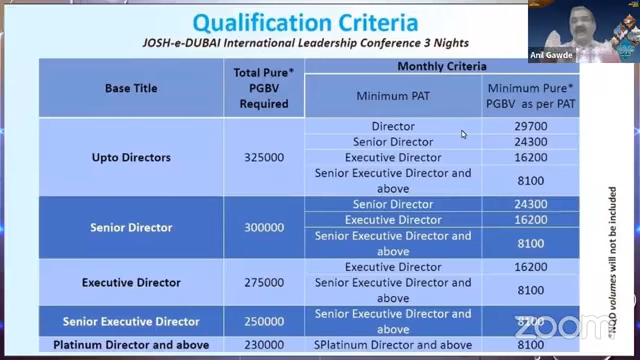 Qualification Criteria
JOSH-e-DUBAI International Leadership Conference 3 Nights
Anil Gawde
Base Title
Total Pure*
PGBV
Required
Monthly Criteria
Minimum PAT
Minimum Pure*
PGBV as per PAT
Upto Directors
325000
Director
29700
Senior Director
24300
Executive Director
16200
Senior Executive Director and
above
8100
Senior Director
300000
Senior Director
24300
Executive Director
16200
Senior Executive Director and
above
8100
Executive Director
275000
Executive Director
16200
Senior Executive Director and
above
8100
Senior Executive Director
250000
Senior Executive Director and
above
8100
Platinum Director and above
230000
SPlatinum Director and above
8100
volumes will not be included
zoom